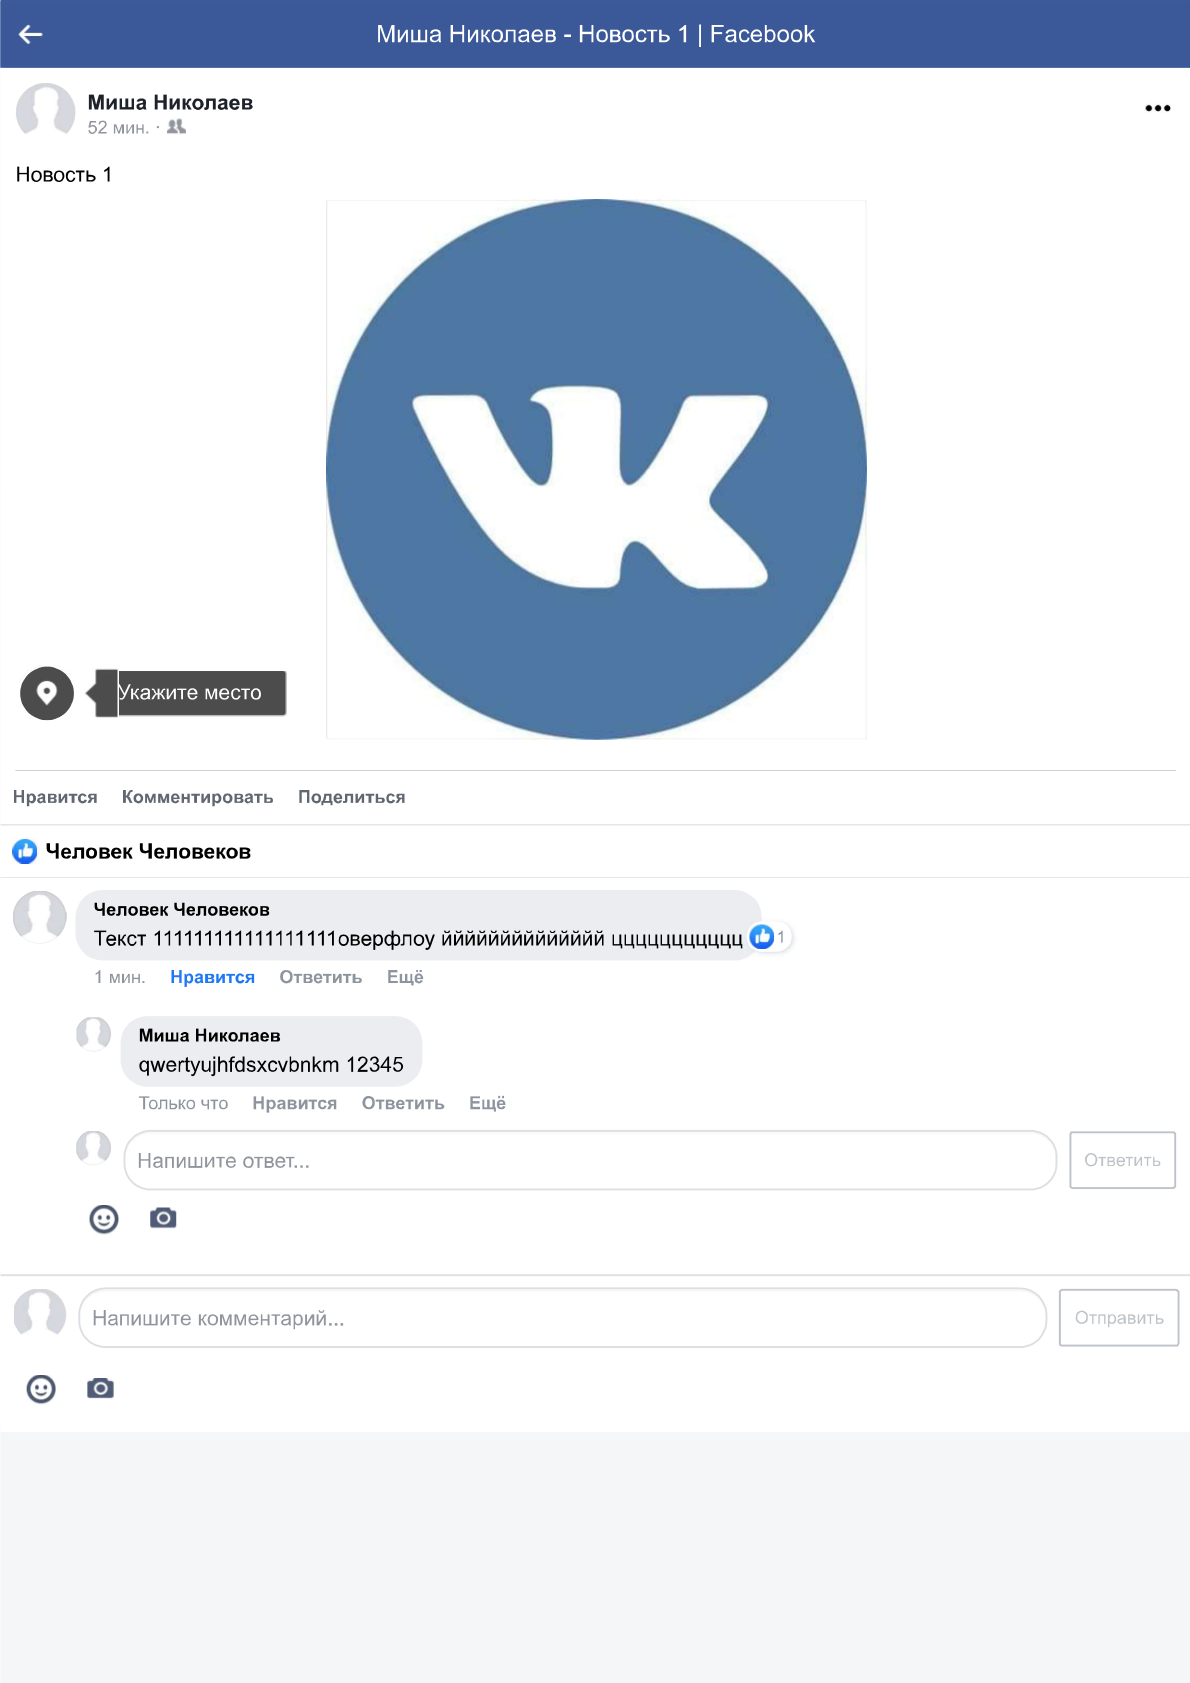 Миша Николаев - Новость 1 | Facebook
Миша Николаев
52 мин. ·
Новость 1
Укажите место
Нравится Комментировать Поделиться
Человек Человеков
Человек Человеков
Текст 1111111111111111111оверфлоу йййййййййййййй ццццццццццц
1
1 мин. Нравится Ответить Ещё
Миша Николаев
qwertyujhfdsxcvbnkm 12345
Только что Нравится Ответить Ещё
Напишите ответ...
Ответить
Напишите комментарий...
Отправить